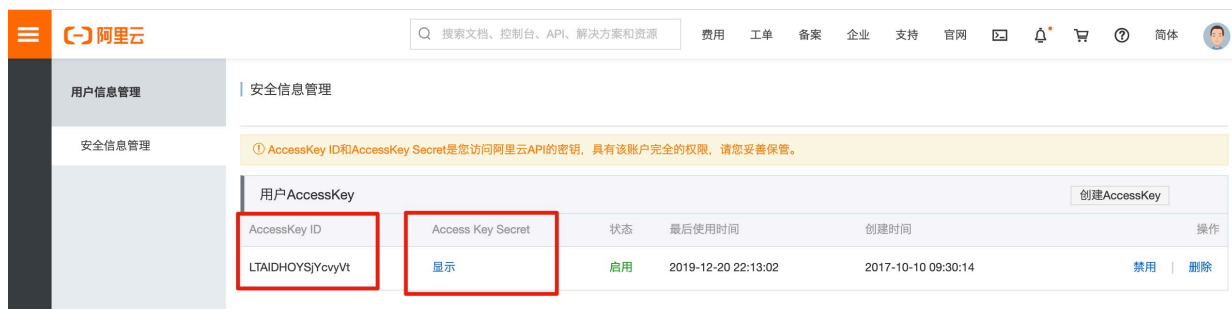 阿里云
搜索文档、控制台、API、解决方案和资源 费用 工单 备案 企业 支持 官网 简体
用户信息管理
安全信息管理
安全信息管理
AccessKey ID和AccessKey Secret是您访问阿里云API的密钥，具有该账户完全的权限，请您妥善保管。
用户AccessKey 创建AccessKey
AccessKey ID Access Key Secret 状态 最后使用时间 创建时间 操作
LTAIDHOYSjYcvyVt 显示 启用 2019-12-20 22:13:02 2017-10-10 09:30:14 禁用 | 删除